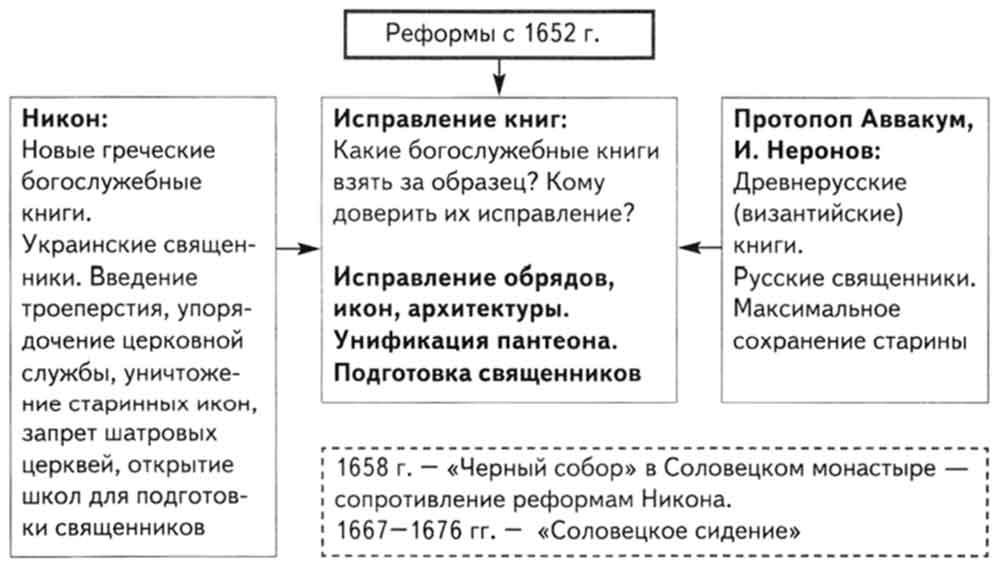 Реформы с 1652 г.
Никон:
Новые греческие
богослужебные
книги.
Украинские священ-
ники. Введение
троеперстия, упоря-
дочение церковной
службы, уничтоже-
ние старинных икон,
запрет шатровых
церквей, открытие
школ для подготов-
ки священников
Исправление книг:
Какие богослужебные книги
взять за образец? Кому
доверить их исправление?
Исправление обрядов,
икон, архитектуры.
Унификация пантеона.
Подготовка священников
Протопоп Аввакум,
И. Неронов:
Древнерусские
(византийские)
книги.
Русские священники.
Максимальное
сохранение старины
1658 г. – «Черный собор» в Соловецком монастыре —
сопротивление реформам Никона.
1667–1676 гг. – «Соловецкое сидение»